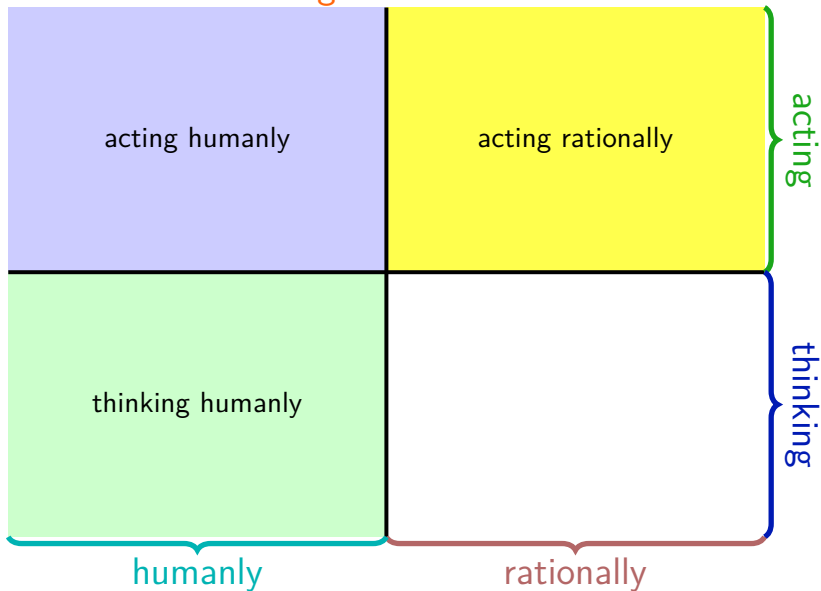 acting humanly
acting rationally
acting
thinking humanly
thinking
humanly
rationally